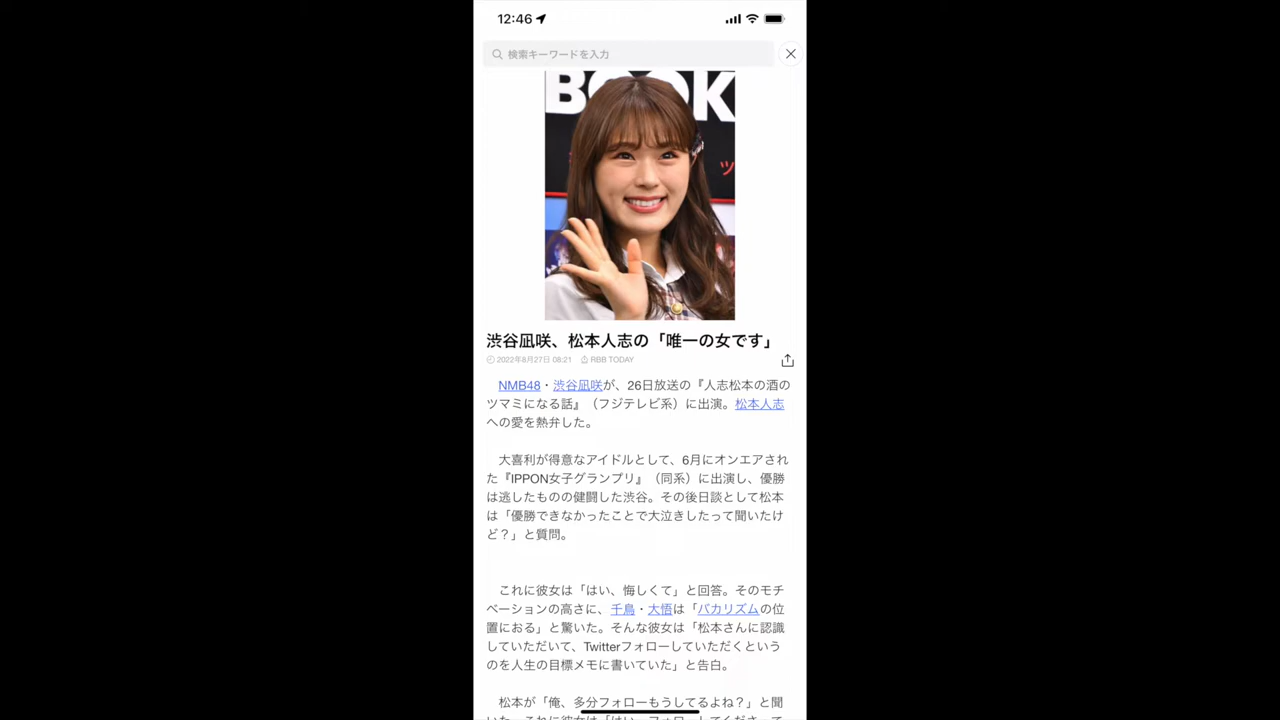 12:46
検索キーワードを入力
BOOK
ツ
渋谷凪咲、松本人志の「唯一の女です」
2022年8月27日 08:21 RBB TODAY
NMB48・渋谷凪咲が、26日放送の『人志松本の酒の
ツマミになる話』（フジテレビ系）に出演。松本人志
への愛を熱弁した。
大喜利が得意なアイドルとして、6月にオンエアされ
た『IPPON女子グランプリ』（同系）に出演し、優勝
は逃したものの健闘した渋谷。その後日談として松本
は「優勝できなかったことで大泣きしたって聞いたけ
ど？」と質問。
これに彼女は「はい、悔しくて」と回答。そのモチ
ベーションの高さに、千鳥・大悟は「バカリズムの位
置におる」と驚いた。そんな彼女は「松本さんに認識
していただいて、Twitterフォローしていただくという
のを人生の目標メモに書いていた」と告白。
松本が「俺、多分フォローもうしてるよね？」と聞